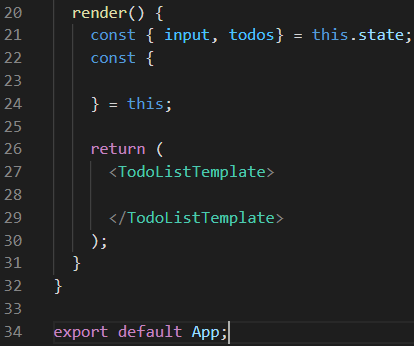 20 render() {
21 const { input, todos} = this.state;
22 const {
23
24 } = this;
25
26 return (
27 <TodoListTemplate>
28
29 </TodoListTemplate>
30 );
31 }
32 }
33
34 export default App;